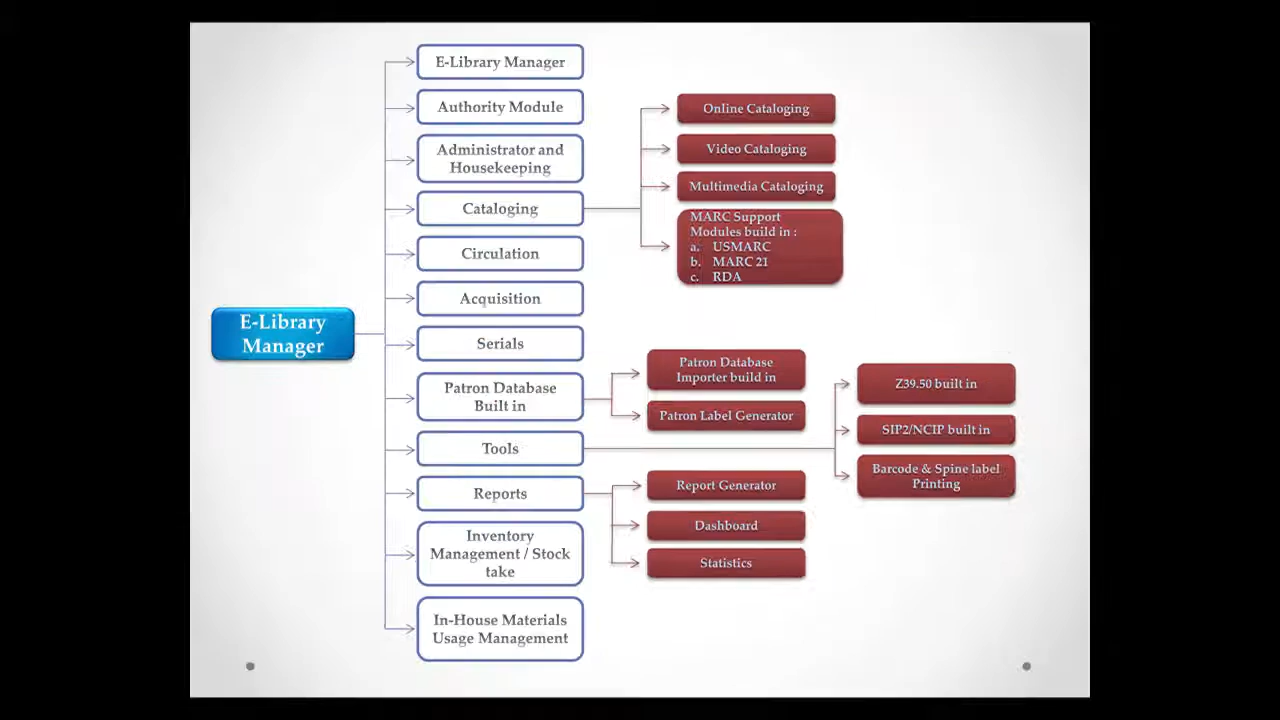 E-Library
Manager
E-Library Manager
Authority Module
Administrator and
Housekeeping
Cataloging
Circulation
Acquisition
Serials
Patron Database
Built in
Tools
Reports
Inventory
Management / Stock
take
In-House Materials
Usage Management
Online Cataloging
Video Cataloging
Multimedia Cataloging
MARC Support
Modules build in :
a. USMARC
b. MARC 21
c. RDA
Patron Database
Importer build in
Patron Label Generator
Z39.50 built in
SIP2/NCIP built in
Barcode & Spine label
Printing
Report Generator
Dashboard
Statistics